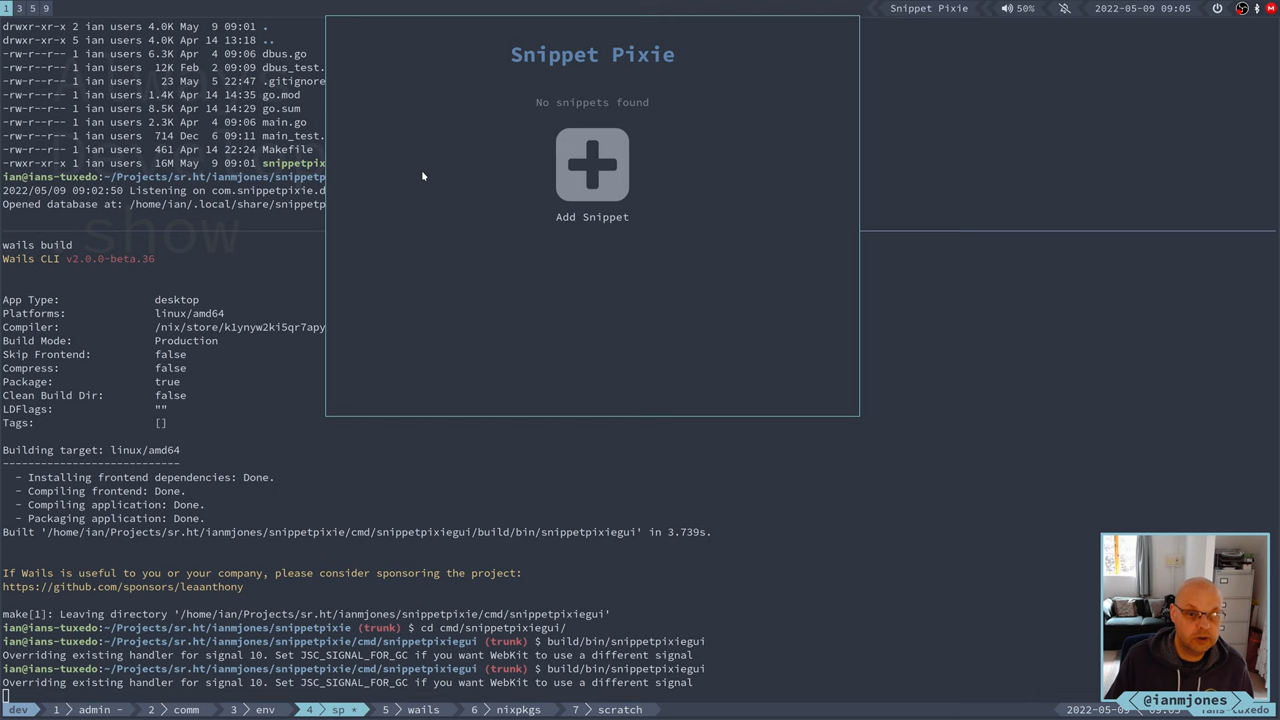 1 3 5 9
Snippet Pixie
50%
2022-05-09 09:05
drwxr-xr-x 2 ian users 4.0K May  9 09:01 .
drwxr-xr-x 5 ian users 4.0K Apr 14 13:18 ..
-rw-r--r-- 1 ian users 6.3K Apr  4 09:06 dbus.go
-rw-r--r-- 1 ian users  12K Feb  2 09:09 dbus_test.
-rw-r--r-- 1 ian users   23 May  5 22:47 .gitignore
-rw-r--r-- 1 ian users 1.4K Apr 14 14:35 go.mod
-rw-r--r-- 1 ian users 8.5K Apr 14 14:29 go.sum
-rw-r--r-- 1 ian users 2.3K Apr  4 09:06 main.go
-rw-r--r-- 1 ian users  714 Dec  6 09:11 main_test.
-rw-r--r-- 1 ian users  461 Apr 14 22:24 Makefile
-rwxr-xr-x 1 ian users  16M May  9 09:01 snippetpix
ian@ians-tuxedo:~/Projects/sr.ht/ianmjones/snippetp
2022/05/09 09:02:50 Listening on com.snippetpixie.d
Opened database at: /home/ian/.local/share/snippetp
show
Snippet Pixie
No snippets found
Add Snippet
wails build
Wails CLI v2.0.0-beta.36
App Type: desktop
Platforms: linux/amd64
Compiler: /nix/store/k1ynyw2ki5qr7apy
Build Mode: Production
Skip Frontend: false
Compress: false
Package: true
Clean Build Dir: false
LDFlags: ""
Tags: []
Building target: linux/amd64
----------------------------
- Installing frontend dependencies: Done.
- Compiling frontend: Done.
- Compiling application: Done.
- Packaging application: Done.
Built '/home/ian/Projects/sr.ht/ianmjones/snippetpixie/cmd/snippetpixiegui/build/bin/snippetpixiegui' in 3.739s.
If Wails is useful to you or your company, please consider sponsoring the project:
https://github.com/sponsors/leaanthony
make[1]: Leaving directory '/home/ian/Projects/sr.ht/ianmjones/snippetpixie/cmd/snippetpixiegui'
ian@ians-tuxedo:~/Projects/sr.ht/ianmjones/snippetpixie (trunk) $ cd cmd/snippetpixiegui/
ian@ians-tuxedo:~/Projects/sr.ht/ianmjones/snippetpixie/cmd/snippetpixiegui (trunk) $ build/bin/snippetpixiegui
Overriding existing handler for signal 10. Set JSC_SIGNAL_FOR_GC if you want WebKit to use a different signal
ian@ians-tuxedo:~/Projects/sr.ht/ianmjones/snippetpixie/cmd/snippetpixiegui (trunk) $ build/bin/snippetpixiegui
Overriding existing handler for signal 10. Set JSC_SIGNAL_FOR_GC if you want WebKit to use a different signal
@ianmjones
dev 1 admin - 2 comm 3 env 4 sp * 5 wails 6 nixpkgs 7 scratch